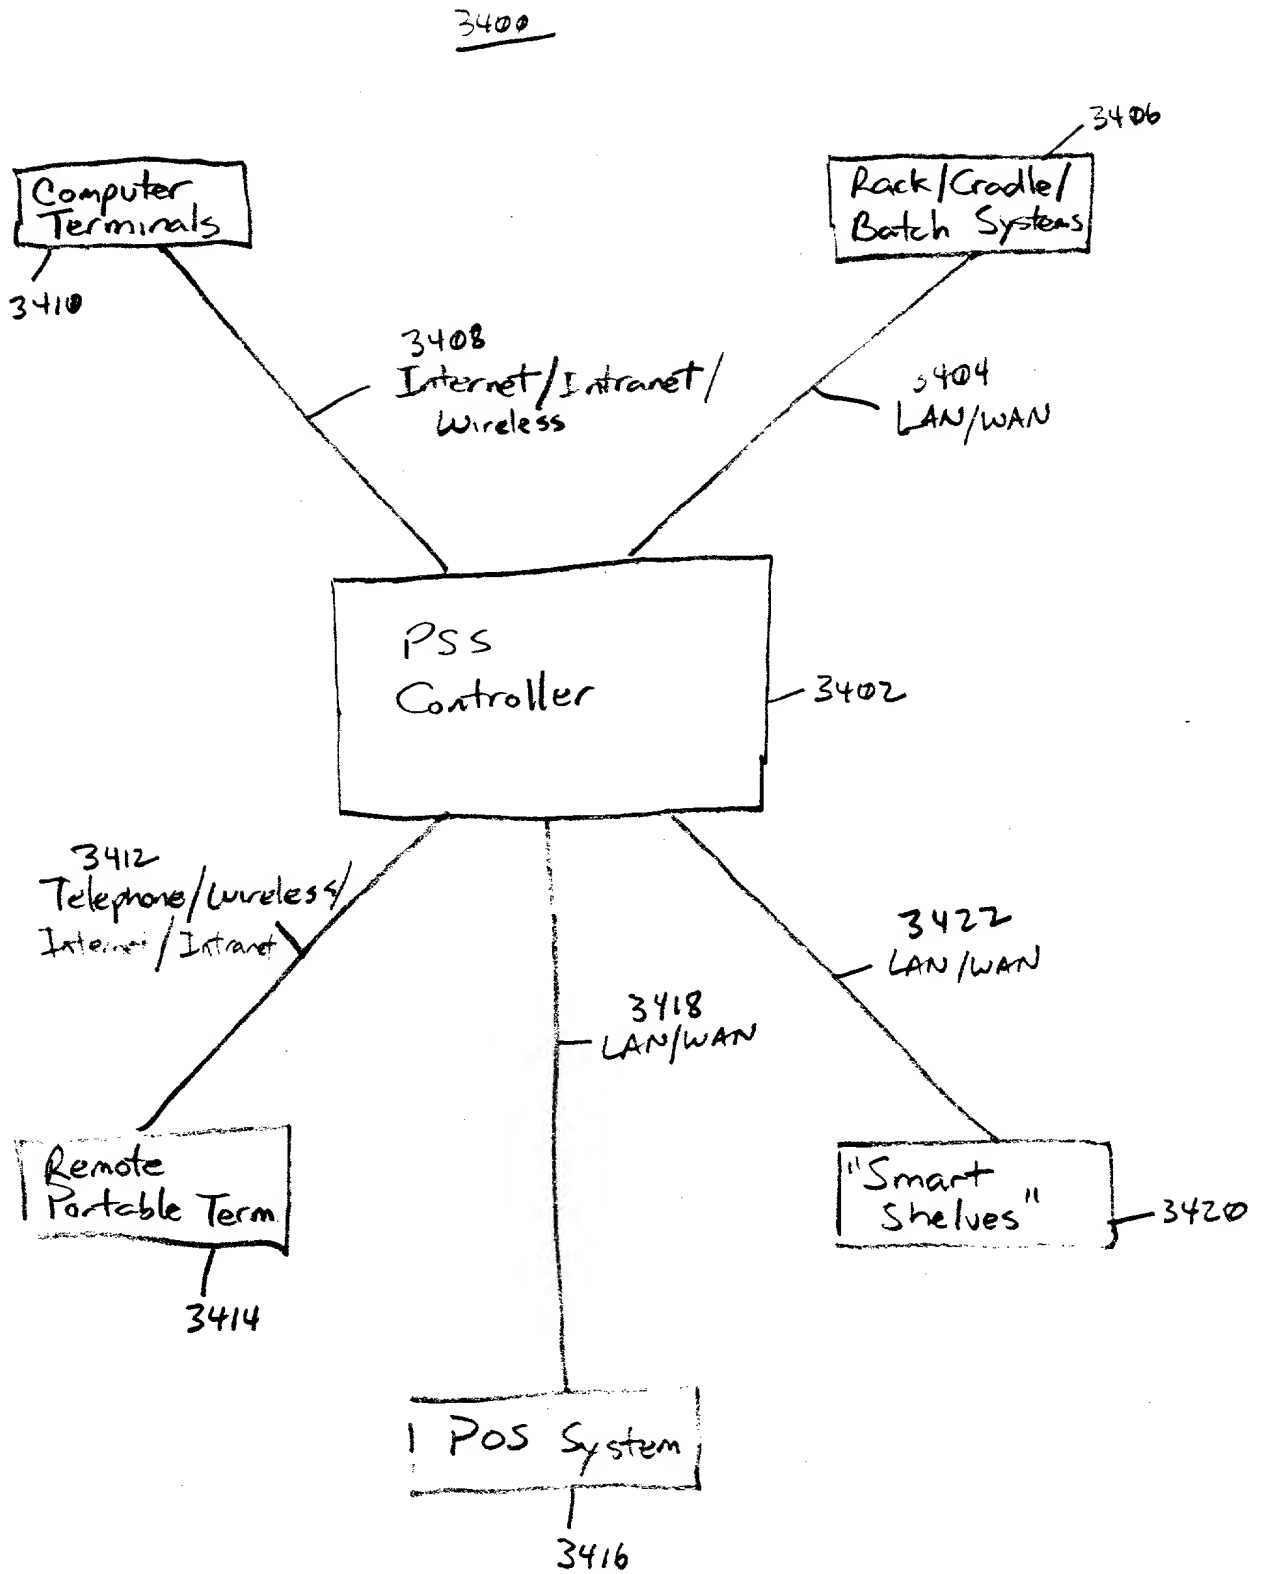 3400
3406
Computer
Terminals
Rack/Cradle/
Batch Systems
3410
3408
Internet/Intranet/
Wireless
3404
LAN/WAN
PSS
Controller
3402
3412
Telephone/Wireless/
Internet/Intranet
3422
LAN/WAN
3418
LAN/WAN
Remote
Portable Term.
"Smart
Shelves"
3420
3414
POS System
3416